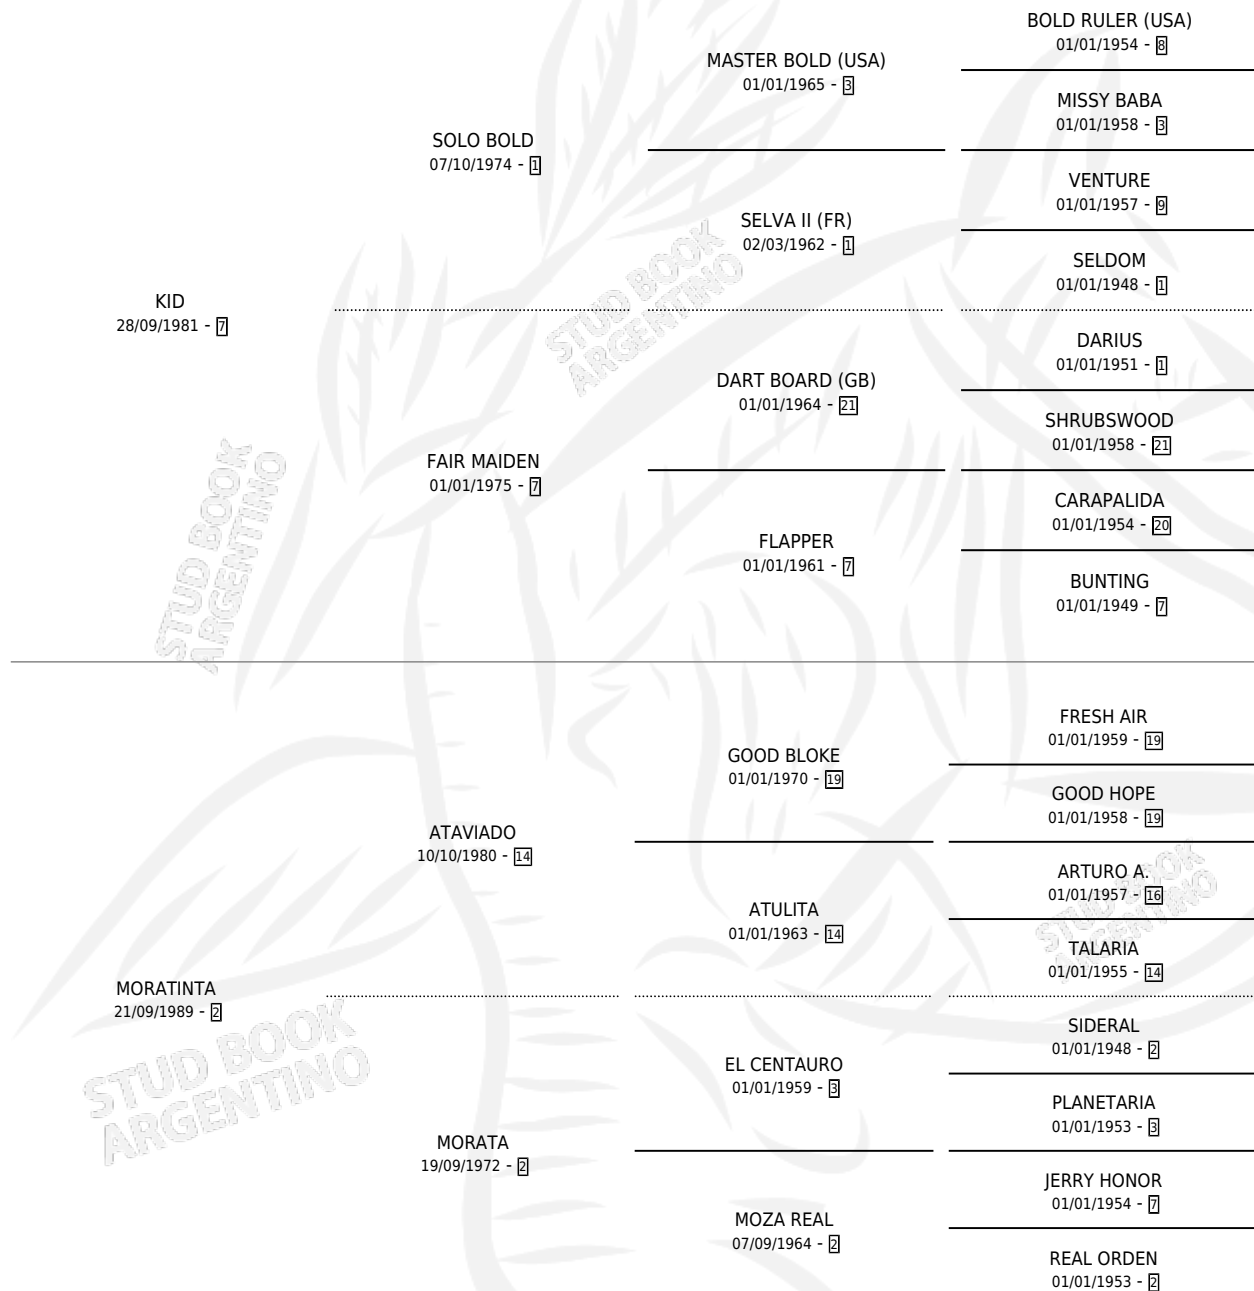 BOLD RULER (USA)
01/01/1954 - 8
MASTER BOLD (USA)
01/01/1965 - 3
MISSY BABA
01/01/1958 - 3
SOLO BOLD
07/10/1974 - 1
VENTURE
01/01/1957 - 9
SELVA II (FR)
02/03/1962 - 1
SELDOM
01/01/1948 - 1
KID
28/09/1981 - 7
STUD BOOK
ARGENTINO
DARIUS
01/01/1951 - 1
DART BOARD (GB)
01/01/1964 - 21
SHRUBSWOOD
01/01/1958 - 21
FAIR MAIDEN
01/01/1975 - 7
CARAPALIDA
01/01/1954 - 20
FLAPPER
01/01/1961 - 7
BUNTING
01/01/1949 - 7
STUD BOOK
ARGENTINO
FRESH AIR
01/01/1959 - 19
GOOD BLOKE
01/01/1970 - 19
GOOD HOPE
01/01/1958 - 19
ATAVIADO
10/10/1980 - 14
ARTURO A.
01/01/1957 - 16
ATULITA
01/01/1963 - 14
TALARIA
01/01/1955 - 14
STUD BOOK
ARGENTINO
MORATINTA
21/09/1989 - 2
SIDERAL
01/01/1948 - 2
EL CENTAURO
01/01/1959 - 3
PLANETARIA
01/01/1953 - 3
STUD BOOK
ARGENTINO
MORATA
19/09/1972 - 2
JERRY HONOR
01/01/1954 - 7
MOZA REAL
07/09/1964 - 2
REAL ORDEN
01/01/1953 - 2